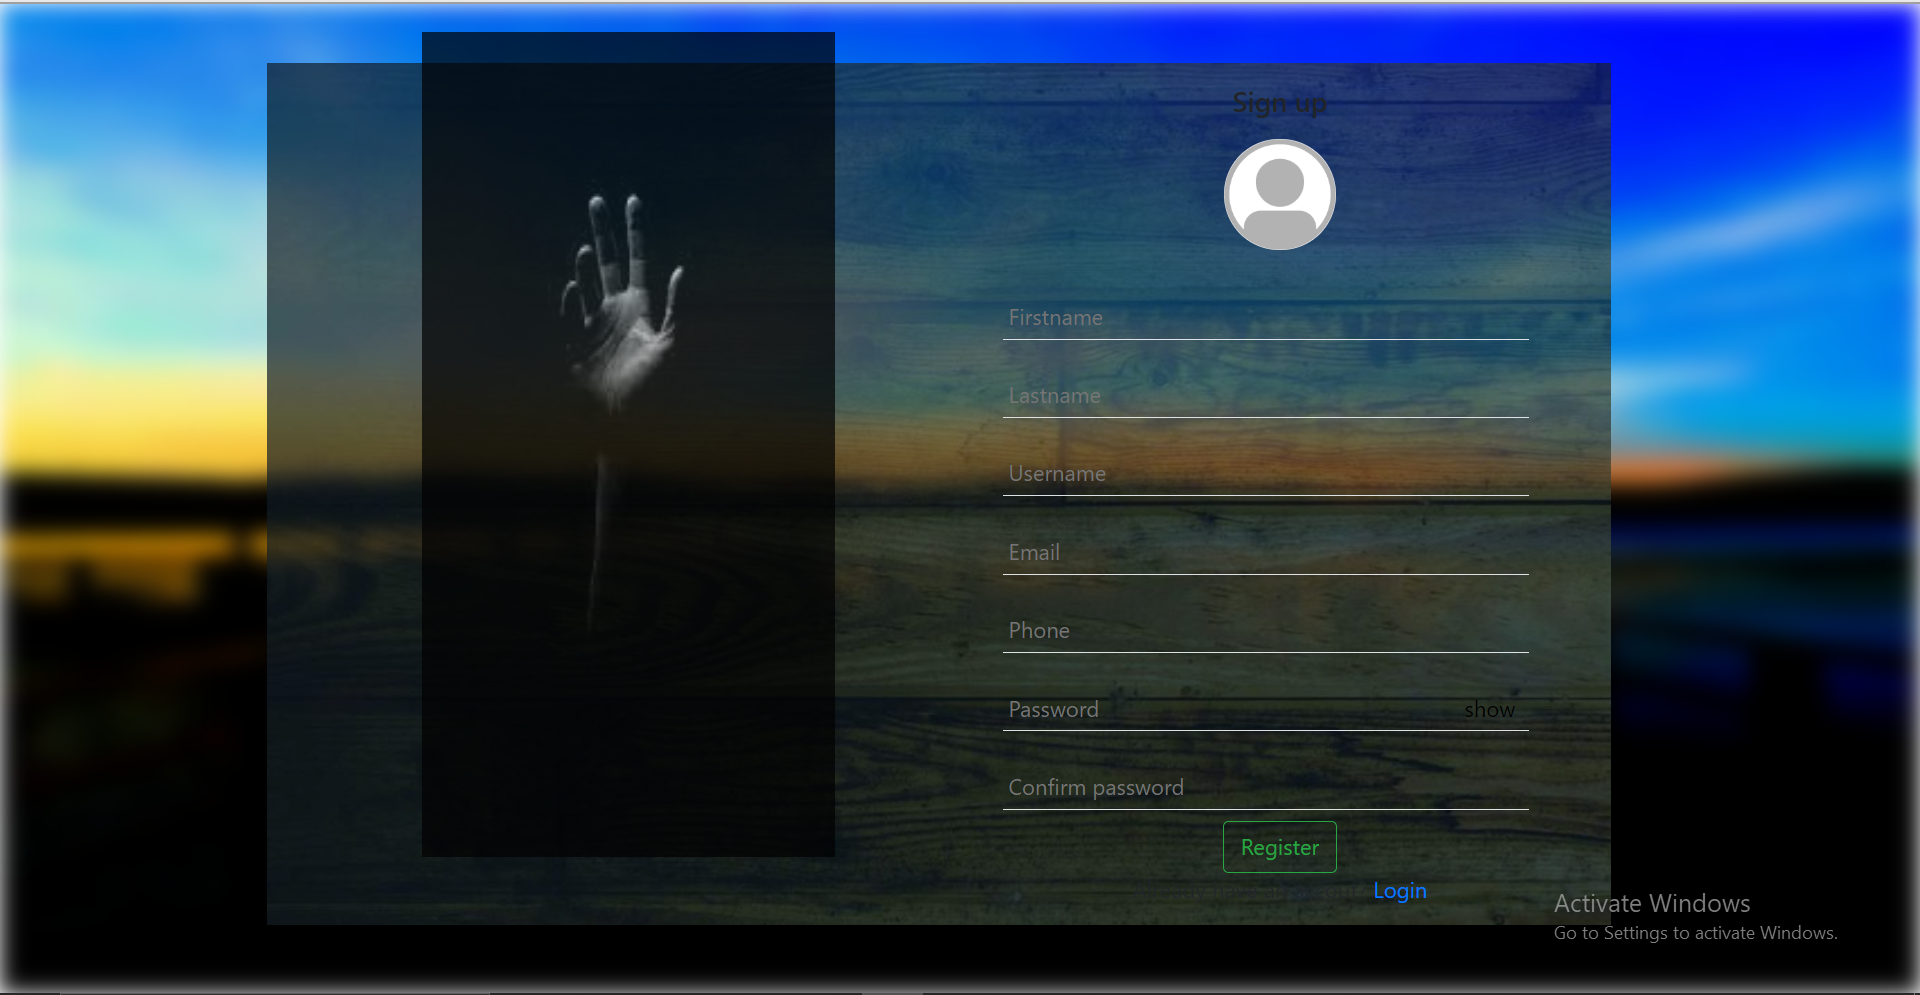 Sign up
Firstname
Lastname
Username
Email
Phone
Password show
Confirm password
Register
Login
Activate Windows
Go to Settings to activate Windows.